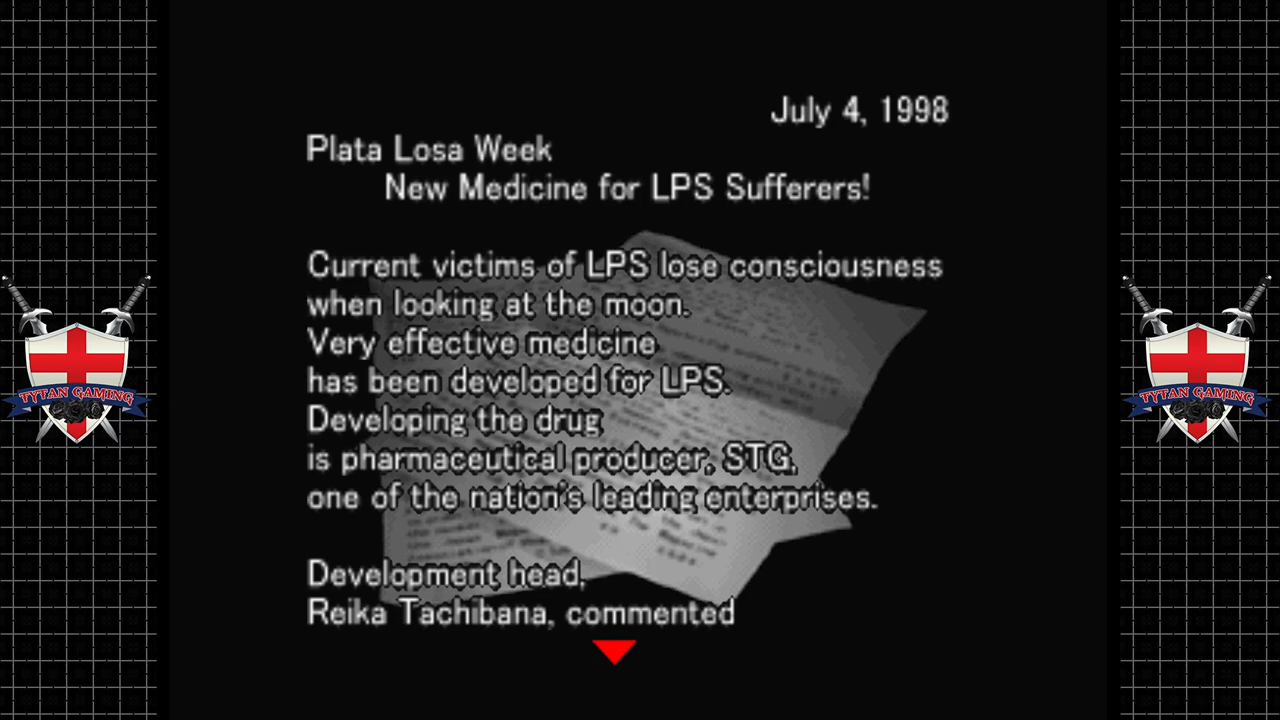 July 4, 1998
Plata Losa Week
New Medicine for LPS Sufferers!
Current victims of LPS lose consciousness
when looking at the moon.
Very effective medicine
has been developed for LPS.
Developing the drug
is pharmaceutical producer, STG,
one of the nation's leading enterprises.
Development head,
Reika Tachibana, commented
TYTAN GAMING
TYTAN GAMING